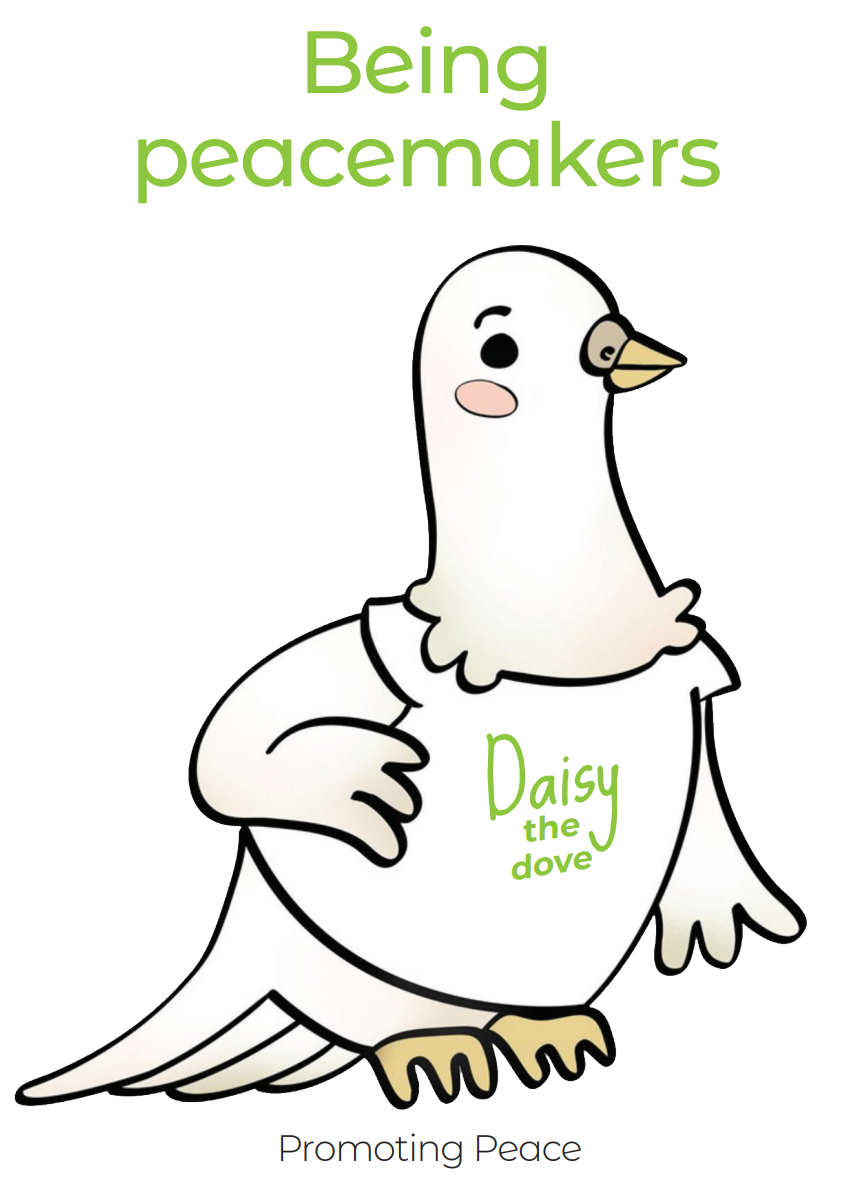 Being
peacemakers
Daisy
the
dove
Promoting Peace